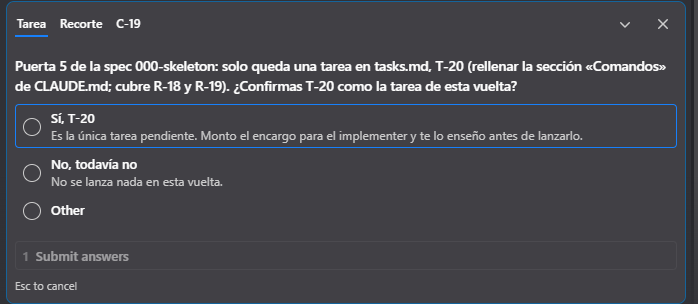 Tarea Recorte C-19
Puerta 5 de la spec 000-skeleton: solo queda una tarea en tasks.md, T-20 (rellenar la sección «Comandos»
de CLAUDE.md; cubre R-18 y R-19). ¿Confirmas T-20 como la tarea de esta vuelta?
Sí, T-20
Es la única tarea pendiente. Monto el encargo para el implementer y te lo enseño antes de lanzarlo.
No, todavía no
No se lanza nada en esta vuelta.
Other
1 Submit answers
Esc to cancel